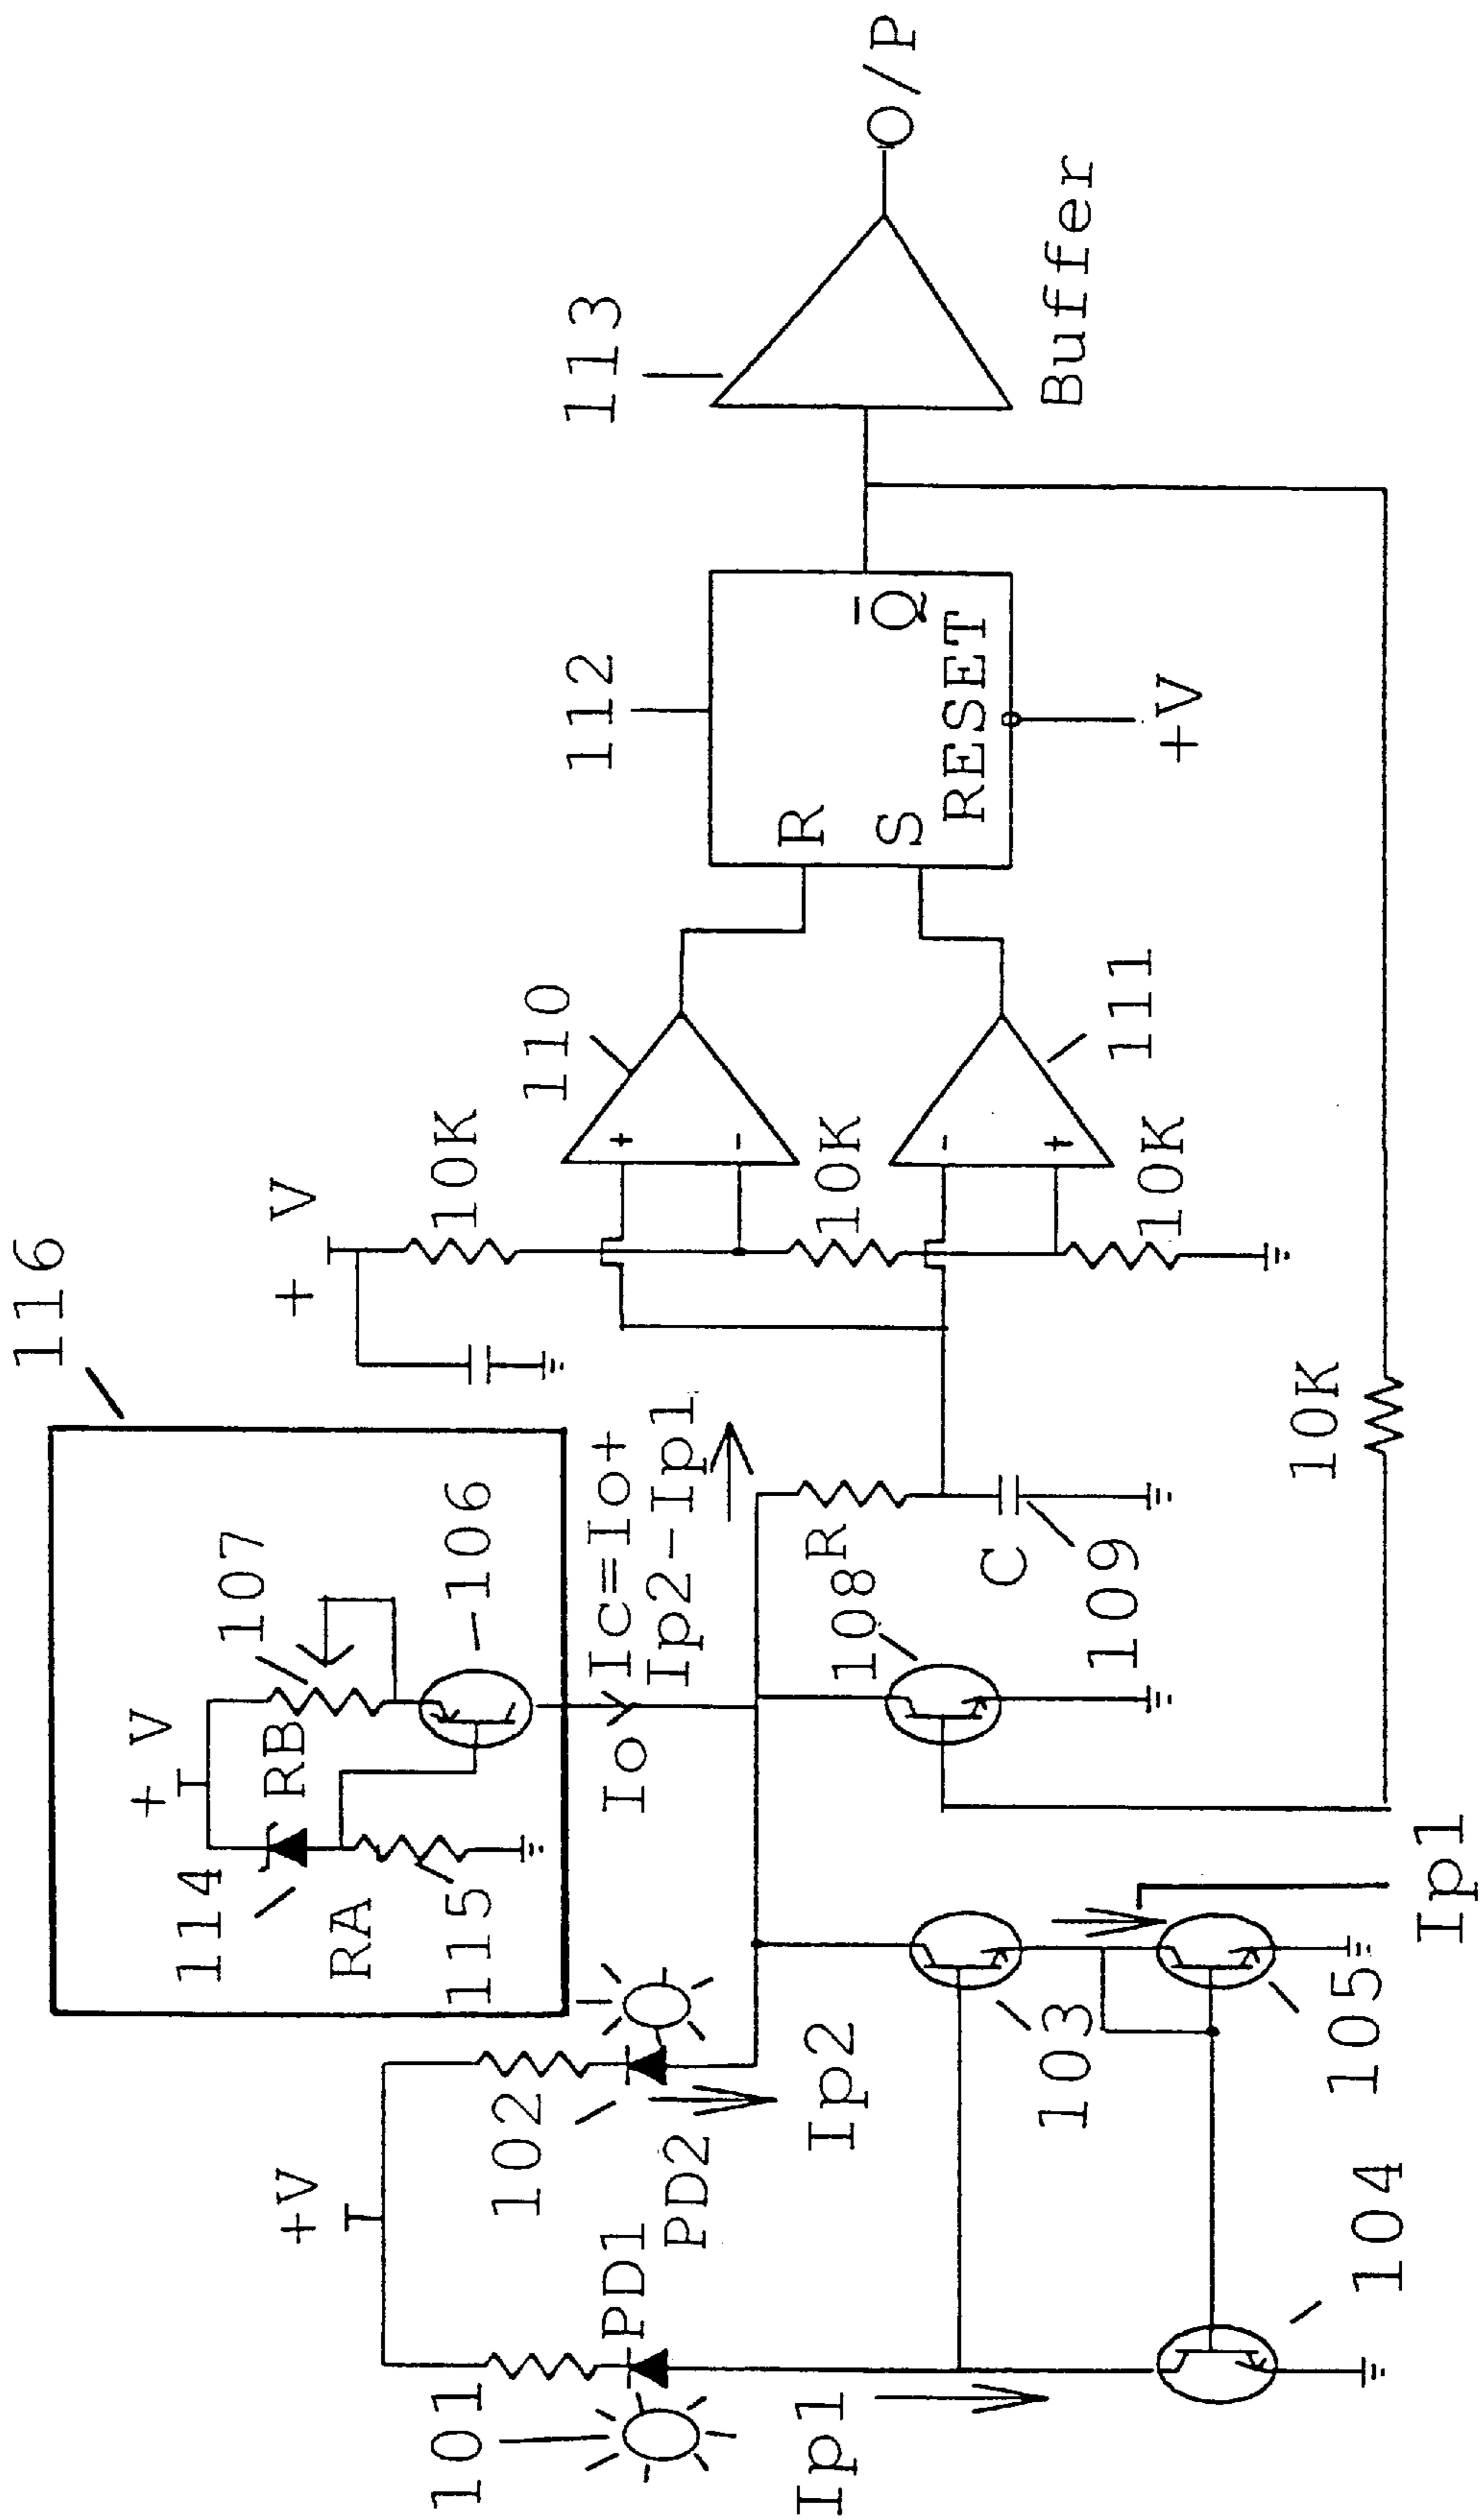 116
+V
101
PD1
Ip1
102
PD2
Ip2
114
+ V
RB
107
RA
115
106
Io
Ic=Io+
Ip2-Ip1
103
104
105
Ip1
108
R
C
109
+ V
10K
10K
10K
10K
110
+
-
-
+
111
112
R
S
Q̅
RESET
+V
113
Buffer
O/P